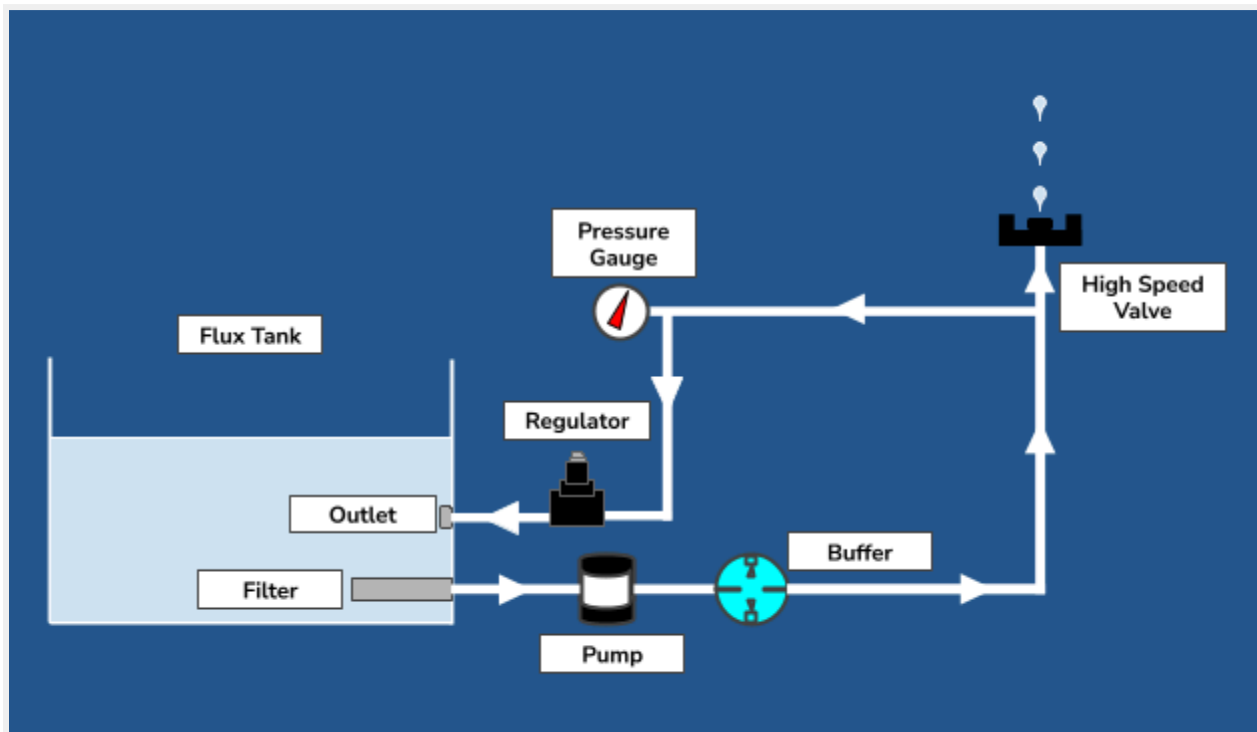 Pressure
Gauge
High Speed
Valve
Flux Tank
Regulator
Outlet
Buffer
Filter
Pump